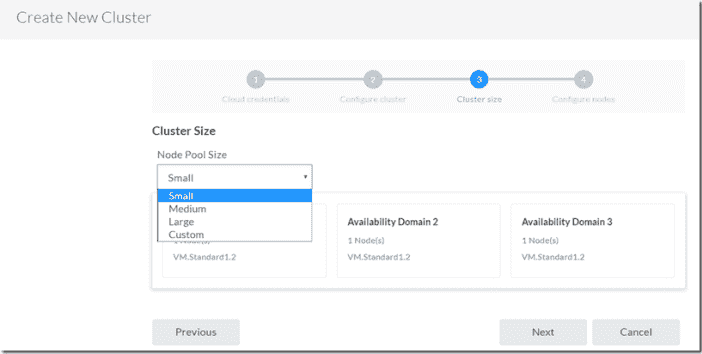 Create New Cluster
1 2 3 4
Cloud credentials Configure cluster Cluster size Configure nodes
Cluster Size
Node Pool Size
Small
Small
Medium
Large
Custom
Availability Domain 2 Availability Domain 3
1 Node(s) 1 Node(s) 1 Node(s)
VM.Standard1.2 VM.Standard1.2 VM.Standard1.2
Previous Next Cancel